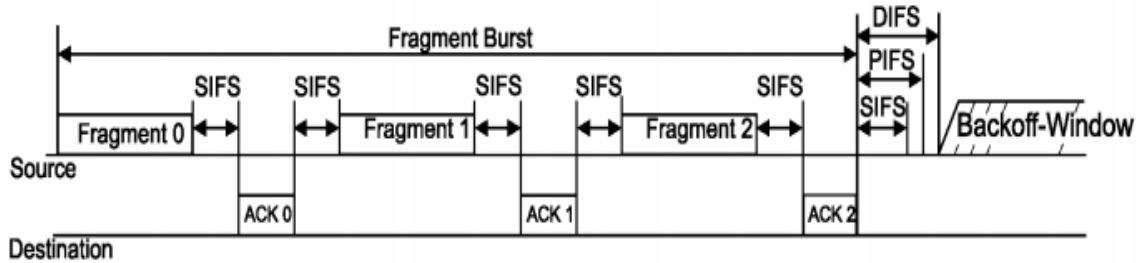 DIFS
Fragment Burst
PIFS
SIFS SIFS SIFS SIFS SIFS SIFS
Fragment 0 Fragment 1 Fragment 2 Backoff-Window
Source
ACK 0 ACK 1 ACK 2
Destination